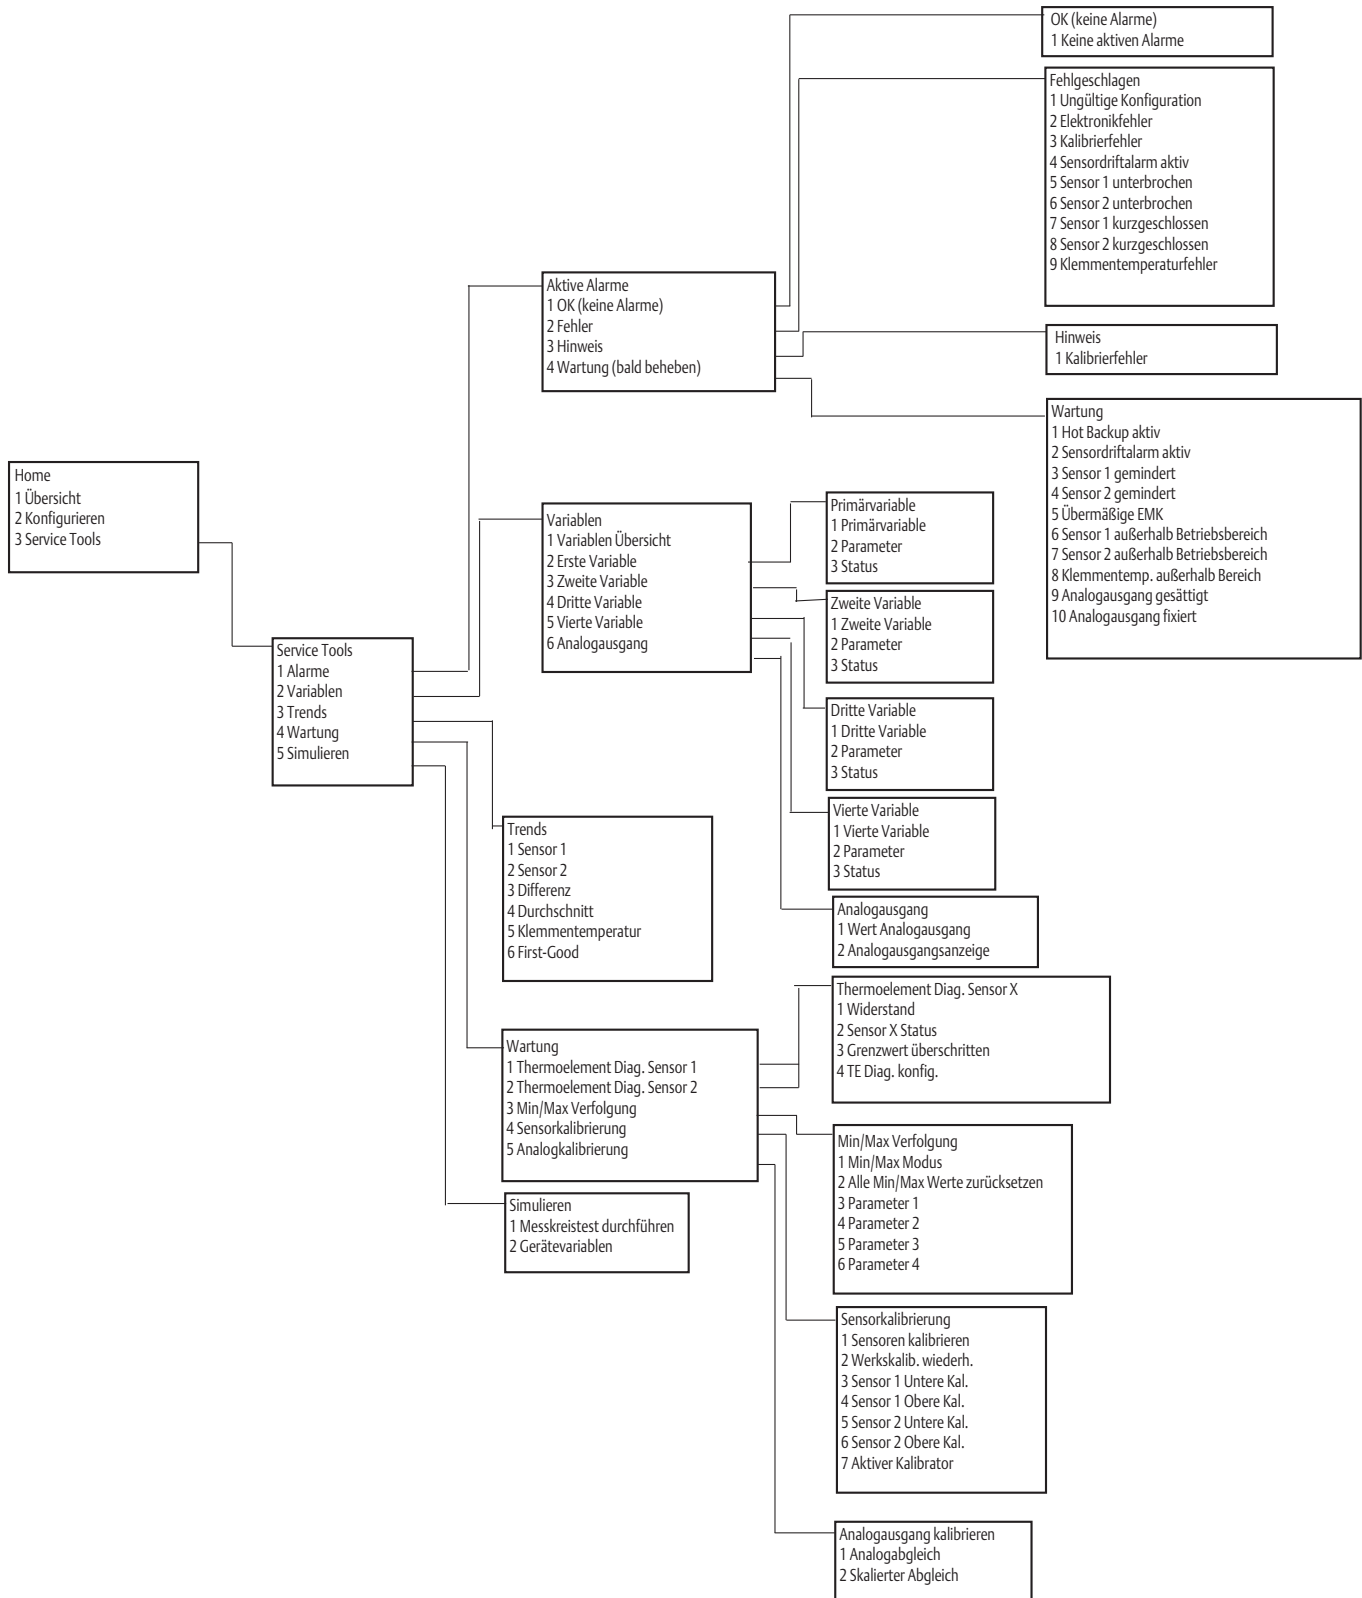 Home
1 Übersicht
2 Konfigurieren
3 Service Tools
Service Tools
1 Alarme
2 Variablen
3 Trends
4 Wartung
5 Simulieren
Aktive Alarme
1 OK (keine Alarme)
2 Fehler
3 Hinweis
4 Wartung (bald beheben)
Variablen
1 Variablen Übersicht
2 Erste Variable
3 Zweite Variable
4 Dritte Variable
5 Vierte Variable
6 Analogausgang
Trends
1 Sensor 1
2 Sensor 2
3 Differenz
4 Durchschnitt
5 Klemmentemperatur
6 First-Good
Wartung
1 Thermoelement Diag. Sensor 1
2 Thermoelement Diag. Sensor 2
3 Min/Max Verfolgung
4 Sensorkalibrierung
5 Analogkalibrierung
Simulieren
1 Messkreistest durchführen
2 Gerätevariablen
OK (keine Alarme)
1 Keine aktiven Alarme
Fehlgeschlagen
1 Ungültige Konfiguration
2 Elektronikfehler
3 Kalibrierfehler
4 Sensordriftalarm aktiv
5 Sensor 1 unterbrochen
6 Sensor 2 unterbrochen
7 Sensor 1 kurzgeschlossen
8 Sensor 2 kurzgeschlossen
9 Klemmentemperaturfehler
Hinweis
1 Kalibrierfehler
Wartung
1 Hot Backup aktiv
2 Sensordriftalarm aktiv
3 Sensor 1 gemindert
4 Sensor 2 gemindert
5 Übermäßige EMK
6 Sensor 1 außerhalb Betriebsbereich
7 Sensor 2 außerhalb Betriebsbereich
8 Klemmentemp. außerhalb Bereich
9 Analogausgang gesättigt
10 Analogausgang fixiert
Primärvariable
1 Primärvariable
2 Parameter
3 Status
Zweite Variable
1 Zweite Variable
2 Parameter
3 Status
Dritte Variable
1 Dritte Variable
2 Parameter
3 Status
Vierte Variable
1 Vierte Variable
2 Parameter
3 Status
Analogausgang
1 Wert Analogausgang
2 Analogausgangsanzeige
Thermoelement Diag. Sensor X
1 Widerstand
2 Sensor X Status
3 Grenzwert überschritten
4 TE Diag. konfig.
Min/Max Verfolgung
1 Min/Max Modus
2 Alle Min/Max Werte zurücksetzen
3 Parameter 1
4 Parameter 2
5 Parameter 3
6 Parameter 4
Sensorkalibrierung
1 Sensoren kalibrieren
2 Werkskalib. wiederh.
3 Sensor 1 Untere Kal.
4 Sensor 1 Obere Kal.
5 Sensor 2 Untere Kal.
6 Sensor 2 Obere Kal.
7 Aktiver Kalibrator
Analogausgang kalibrieren
1 Analogabgleich
2 Skalierter Abgleich